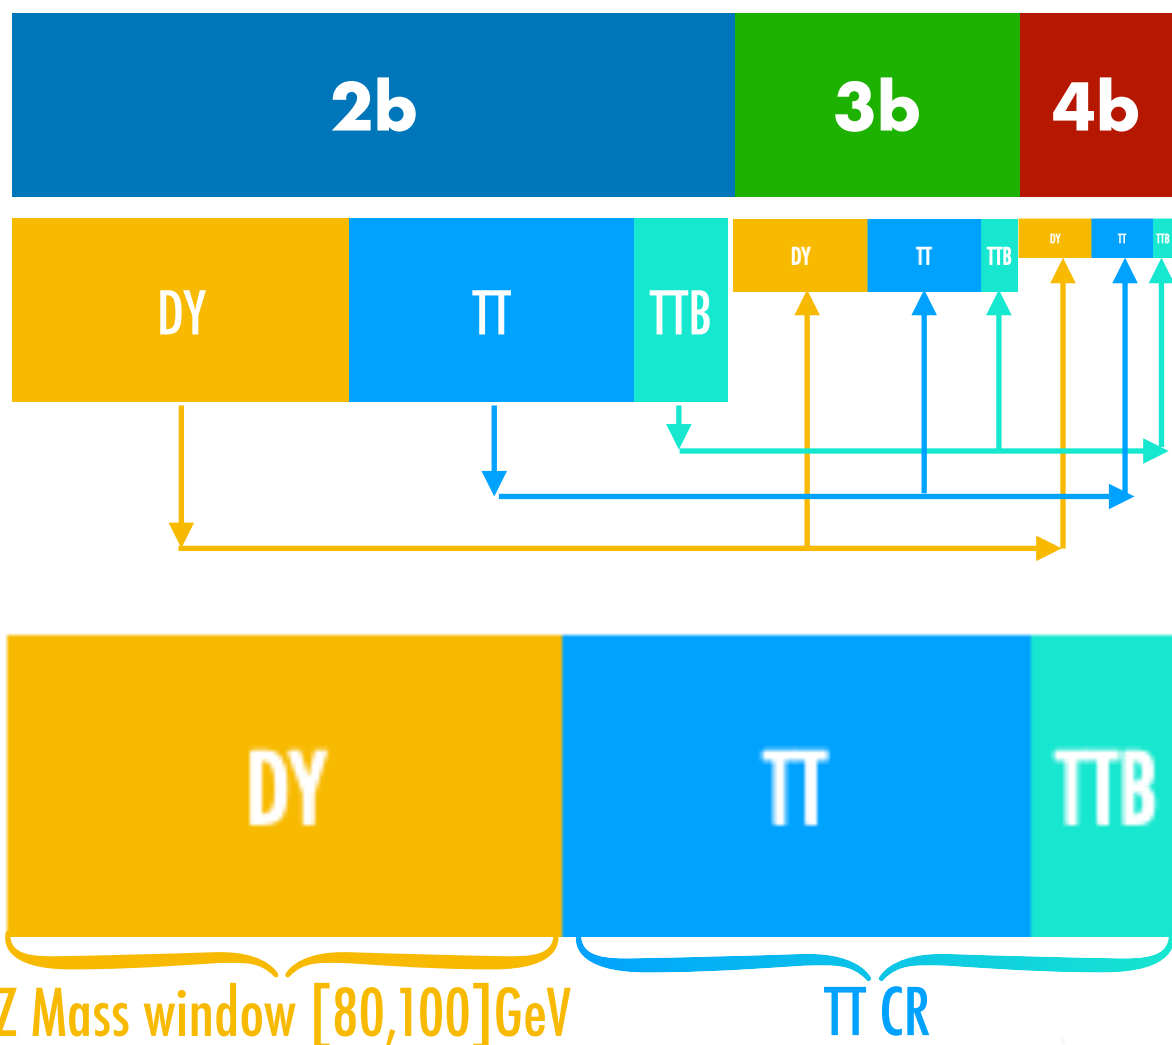 2b 3b 4b
DY TT TTB DY TT TTB DY TT TTB
DY TT TTB
Z Mass window [80,100]GeV TT CR